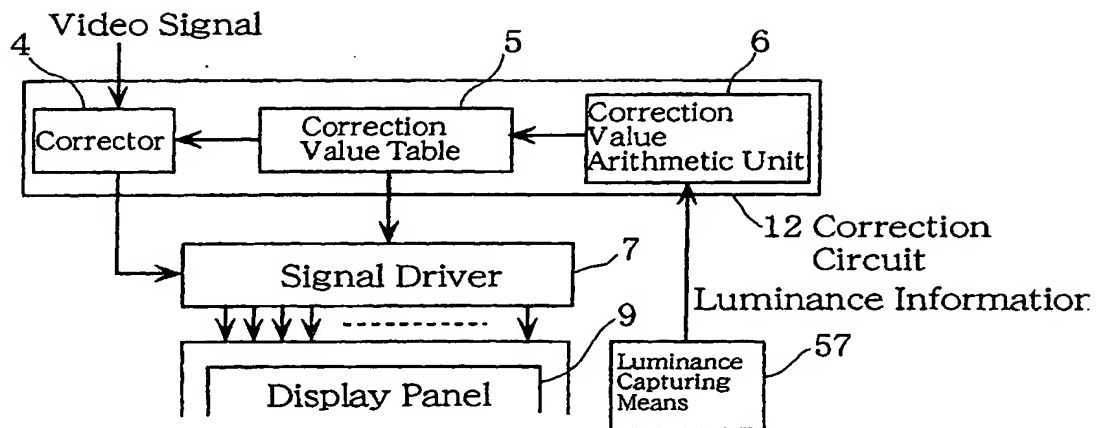 Video Signal
4
5
6
Corrector
Correction
Value Table
Correction
Value
Arithmetic Unit
12 Correction
Circuit
Signal Driver
7
Luminance Information
9
57
Display Panel
Luminance
Capturing
Means